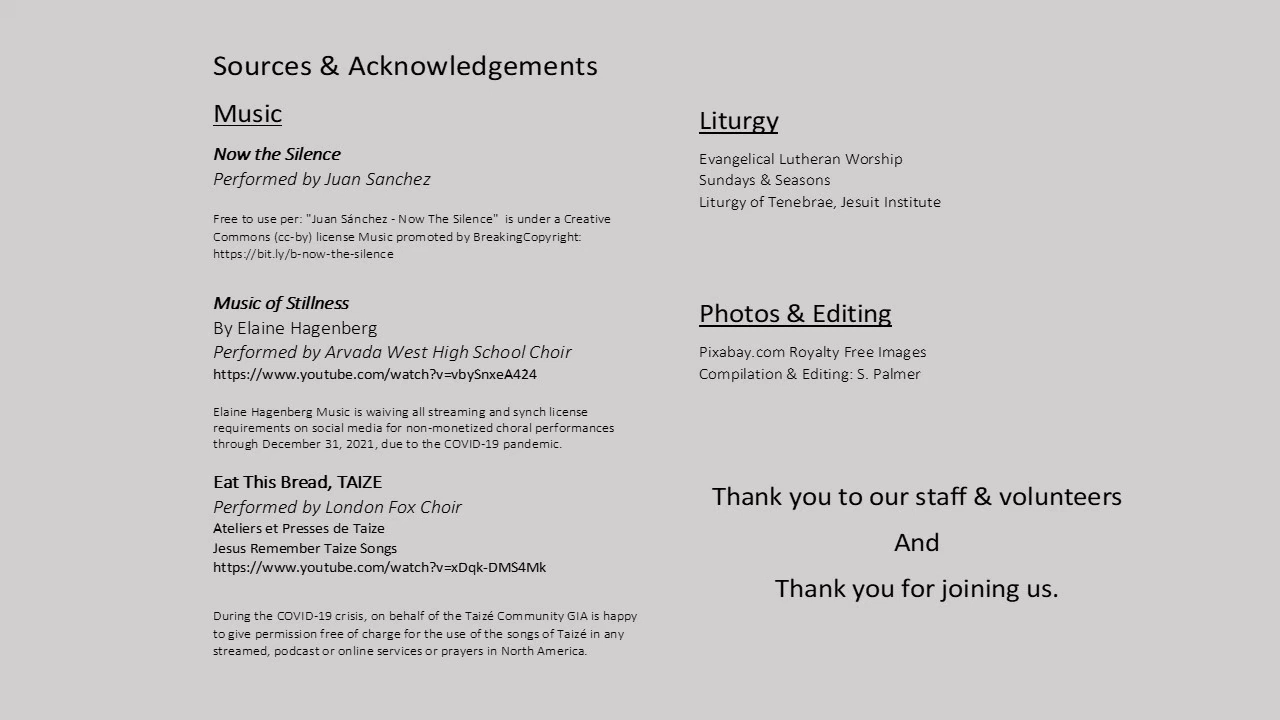 Sources & Acknowledgements
Music
Now the Silence
Performed by Juan Sanchez
Free to use per: "Juan Sánchez - Now The Silence"  is under a Creative
Commons (cc-by) license Music promoted by BreakingCopyright:
https://bit.ly/b-now-the-silence
Music of Stillness
By Elaine Hagenberg
Performed by Arvada West High School Choir
https://www.youtube.com/watch?v=vbySnxeA424
Elaine Hagenberg Music is waiving all streaming and synch license
requirements on social media for non-monetized choral performances
through December 31, 2021, due to the COVID-19 pandemic.
Eat This Bread, TAIZE
Performed by London Fox Choir
Ateliers et Presses de Taize
Jesus Remember Taize Songs
https://www.youtube.com/watch?v=xDqk-DMS4Mk
During the COVID-19 crisis, on behalf of the Taizé Community GIA is happy
to give permission free of charge for the use of the songs of Taizé in any
streamed, podcast or online services or prayers in North America.
Liturgy
Evangelical Lutheran Worship
Sundays & Seasons
Liturgy of Tenebrae, Jesuit Institute
Photos & Editing
Pixabay.com Royalty Free Images
Compilation & Editing: S. Palmer
Thank you to our staff & volunteers
And
Thank you for joining us.